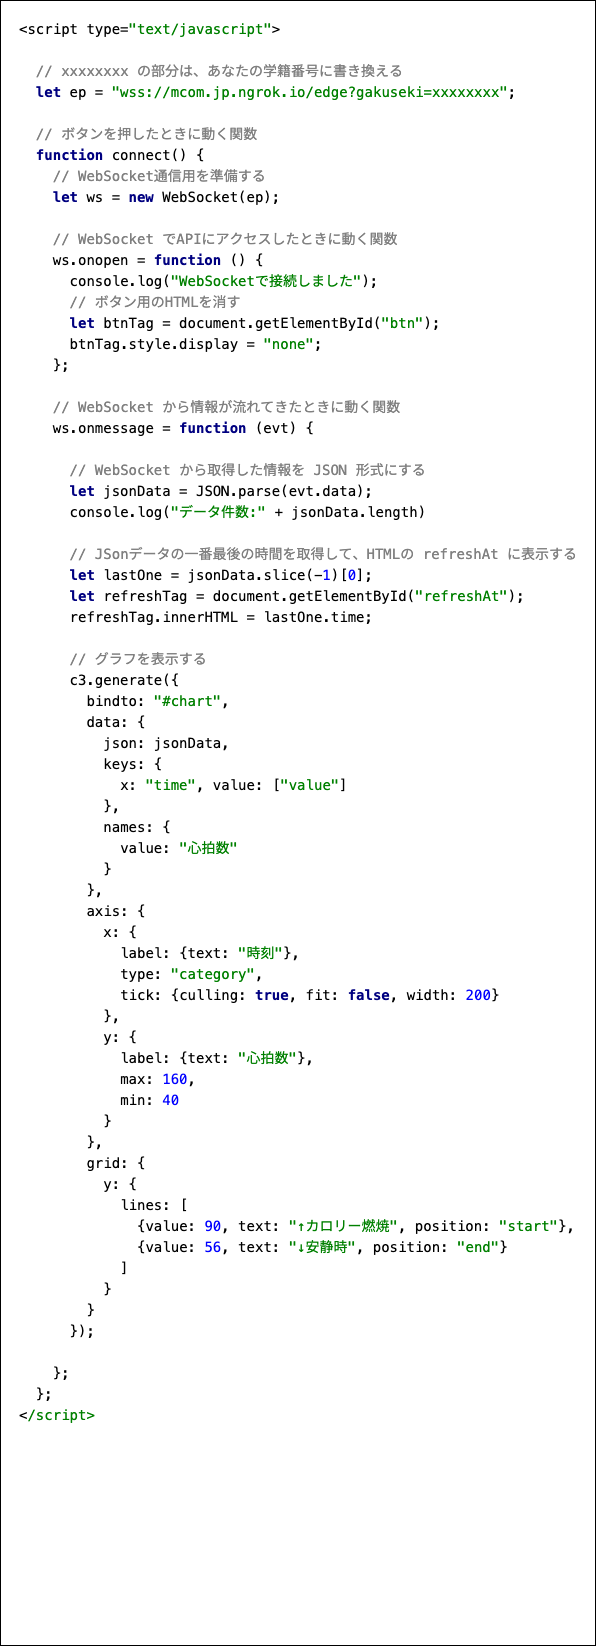 <script type="text/javascript">
// xxxxxxxx の部分は、あなたの学籍番号に書き換える
let ep = "wss://mcom.jp.ngrok.io/edge?gakuseki=xxxxxxxx";
// ボタンを押したときに動く関数
function connect() {
// WebSocket通信用を準備する
let ws = new WebSocket(ep);
// WebSocket でAPIにアクセスしたときに動く関数
ws.onopen = function () {
console.log("WebSocketで接続しました");
// ボタン用のHTMLを消す
let btnTag = document.getElementById("btn");
btnTag.style.display = "none";
};
// WebSocket から情報が流れてきたときに動く関数
ws.onmessage = function (evt) {
// WebSocket から取得した情報を JSON 形式にする
let jsonData = JSON.parse(evt.data);
console.log("データ件数:" + jsonData.length)
// JSonデータの一番最後の時間を取得して、HTMLの refreshAt に表示する
let lastOne = jsonData.slice(-1)[0];
let refreshTag = document.getElementById("refreshAt");
refreshTag.innerHTML = lastOne.time;
// グラフを表示する
c3.generate({
bindto: "#chart",
data: {
json: jsonData,
keys: {
x: "time", value: ["value"]
},
names: {
value: "心拍数"
}
},
axis: {
x: {
label: {text: "時刻"},
type: "category",
tick: {culling: true, fit: false, width: 200}
},
y: {
label: {text: "心拍数"},
max: 160,
min: 40
}
},
grid: {
y: {
lines: [
{value: 90, text: "↑カロリー燃焼", position: "start"},
{value: 56, text: "↓安静時", position: "end"}
]
}
}
});
};
};
</script>